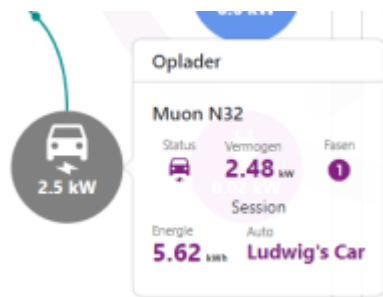 Oplader
Muon N32
Status Vermogen Fasen
2.48 kW 1
2.5 kW
Session
Energie Auto
5.62 kWh Ludwig's Car